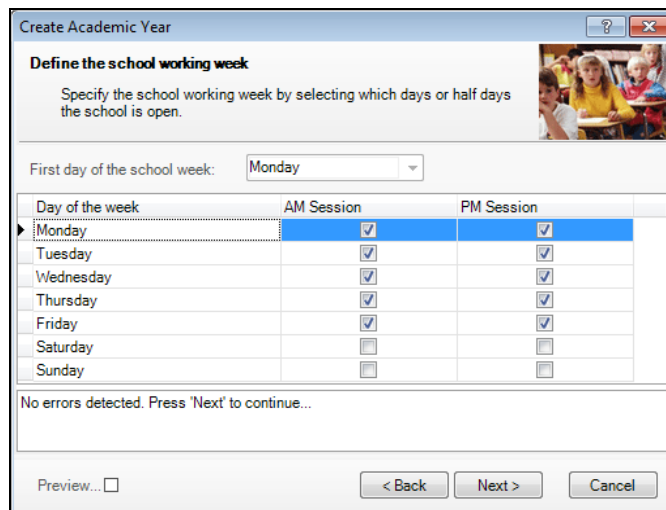 Create Academic Year
Define the school working week
Specify the school working week by selecting which days or half days
the school is open.
First day of the school week: Monday
Day of the week AM Session PM Session
Monday
Tuesday
Wednesday
Thursday
Friday
Saturday
Sunday
No errors detected. Press 'Next' to continue...
Preview... < Back Next > Cancel